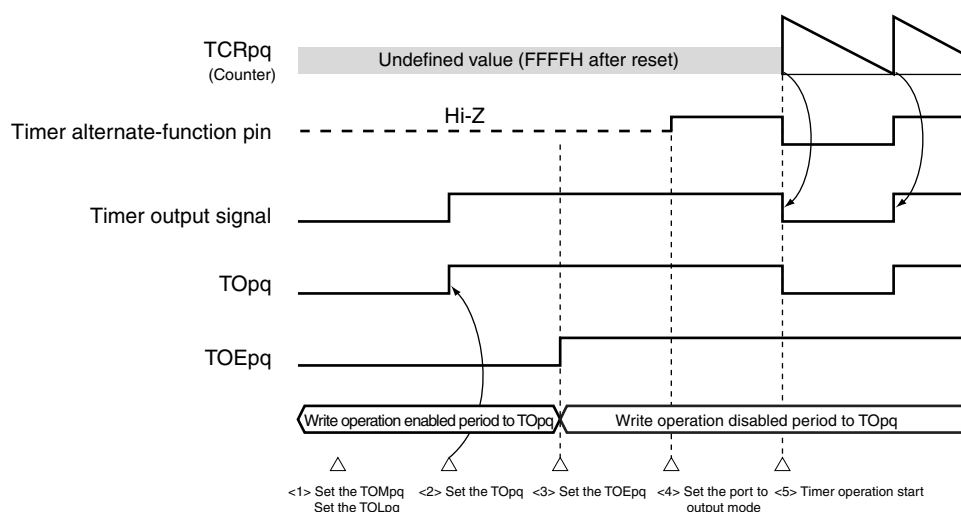 TCRpq
(Counter)
Undefined value (FFFFH after reset)
Hi-Z
Timer alternate-function pin
Timer output signal
TOpq
TOEpq
Write operation enabled period to TOpq
Write operation disabled period to TOpq
<1> Set the TOMpq
Set the TOLpq
<2> Set the TOpq
<3> Set the TOEpq
<4> Set the port to
output mode
<5> Timer operation start